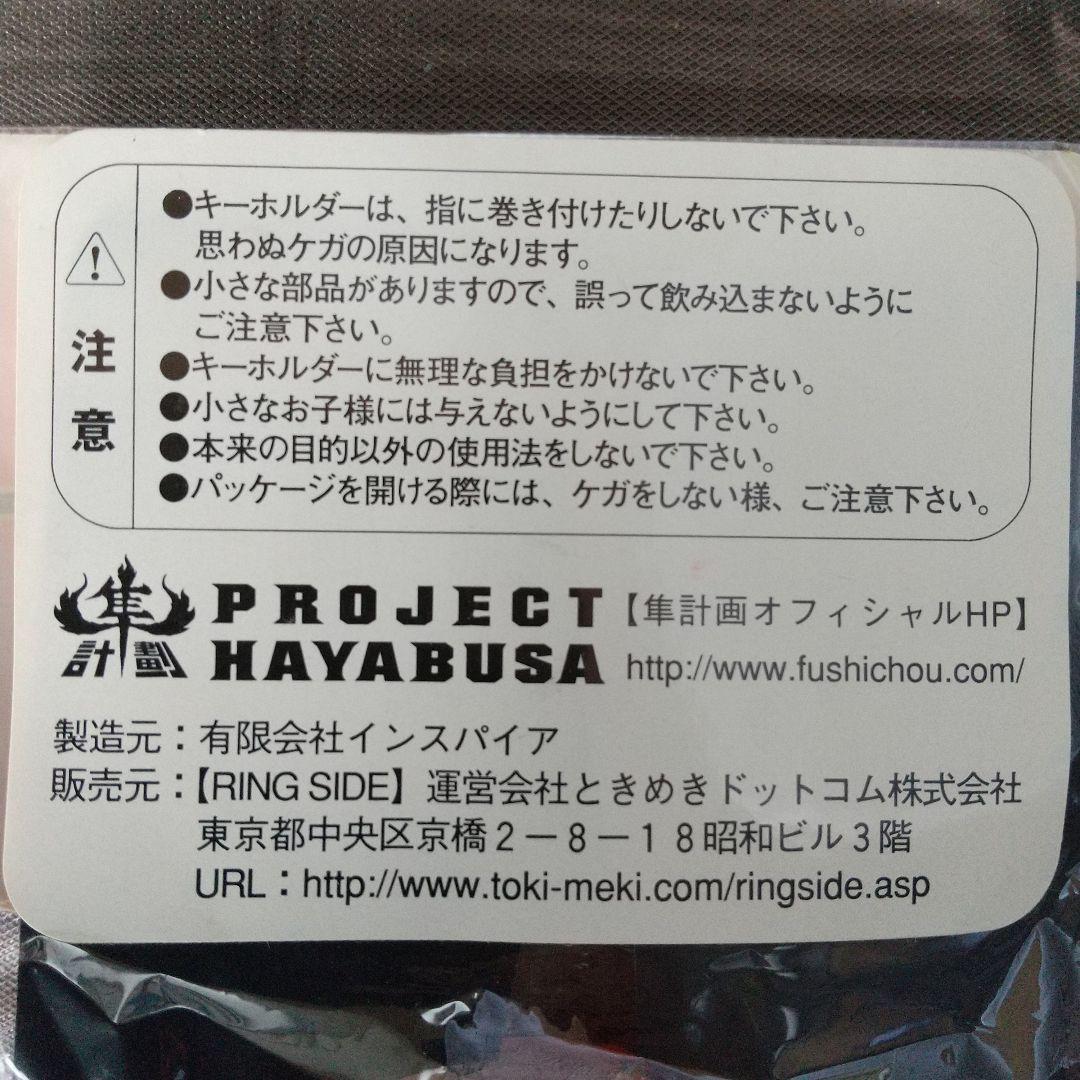 注意
●キーホルダーは、指に巻き付けたりしないで下さい。
思わぬケガの原因になります。
●小さな部品がありますので、誤って飲み込まないように
ご注意下さい。
●キーホルダーに無理な負担をかけないで下さい。
●小さなお子様には与えないようにして下さい。
●本来の目的以外の使用法をしないで下さい。
●パッケージを開ける際には、ケガをしない様、ご注意下さい。
隼
計劃
PROJECT
HAYABUSA
【隼計画オフィシャルHP】
http://www.fushichou.com/
製造元：有限会社インスパイア
販売元：【RING SIDE】運営会社ときめきドットコム株式会社
東京都中央区京橋２－８－１８昭和ビル３階
URL：http://www.toki-meki.com/ringside.asp